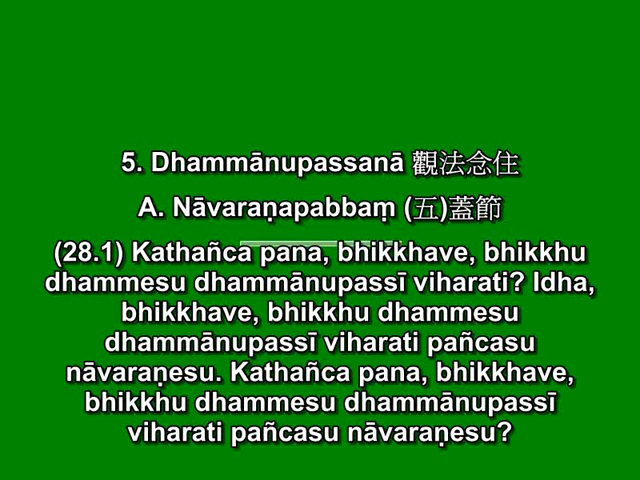 5. Dhammānupassanā 觀法念住
A. Nāvaraṇapabbaṃ (五)蓋節
(28.1) Kathañca pana, bhikkhave, bhikkhu
dhammesu dhammānupassī viharati? Idha,
bhikkhave, bhikkhu dhammesu
dhammānupassī viharati pañcasu
nāvaraṇesu. Kathañca pana, bhikkhave,
bhikkhu dhammesu dhammānupassī
viharati pañcasu nāvaraṇesu?